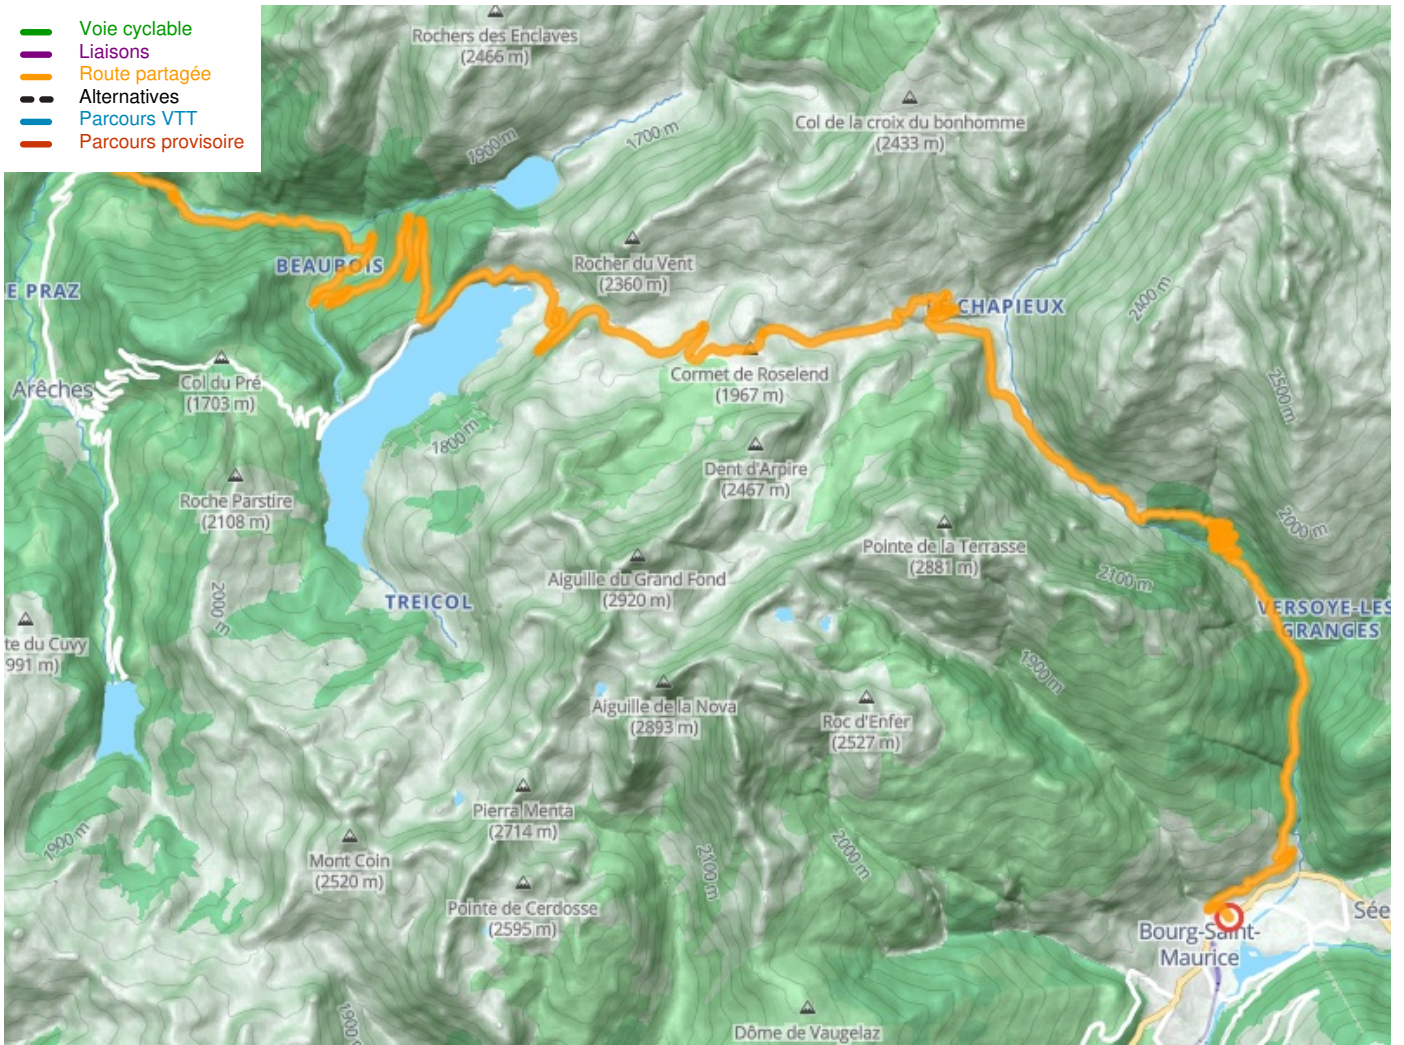 Voie cyclable
Liaisons
Route partagée
Alternatives
Parcours VTT
Parcours provisoire
Rochers des Enclaves
(2466 m)
1900 m
1700 m
Col de la croix du bonhomme
(2433 m)
BEAUBOIS
Rocher du Vent
(2360 m)
E PRAZ
CHAPIEUX
2400 m
Arêches
Col du Pré
(1703 m)
Cormet de Roselend
(1967 m)
2500 m
1800 m
Dent d'Arpire
(2467 m)
Roche Parstire
(2108 m)
2000 m
Pointe de la Terrasse
(2881 m)
Aiguille du Grand Fond
(2920 m)
2100 m
2000 m
TREICOL
VERSOYE-LES
GRANGES
te du Cuvy
991 m)
1900 m
Aiguille de la Nova
(2893 m)
Roc d'Enfer
(2527 m)
Pierra Menta
(2714 m)
1900 m
Mont Coin
(2520 m)
2100 m
2000 m
Pointe de Cerdosse
(2595 m)
Sée
Bourg-Saint-
Maurice
1900 m
Dôme de Vaugelaz